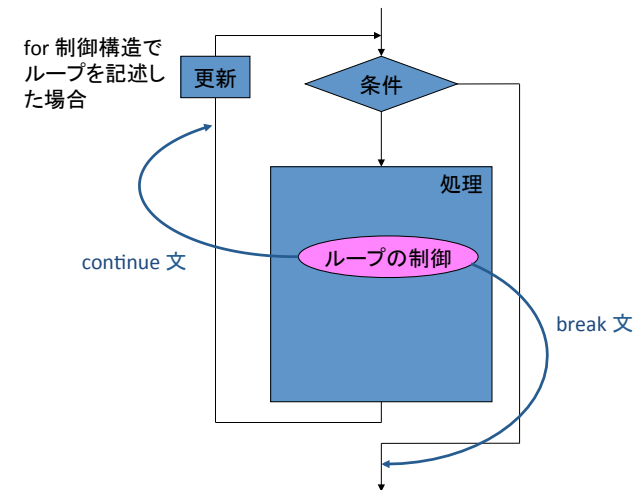 for 制御構造で
ループを記述し
た場合
更新
条件
処理
ループの制御
continue 文
break 文